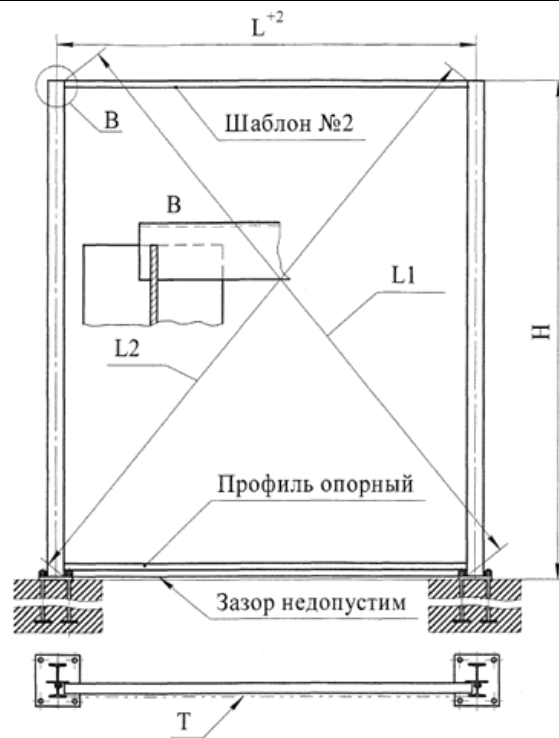 L⁺²
В
Шаблон №2
В
L1
L2
H
Профиль опорный
Зазор недопустим
Т